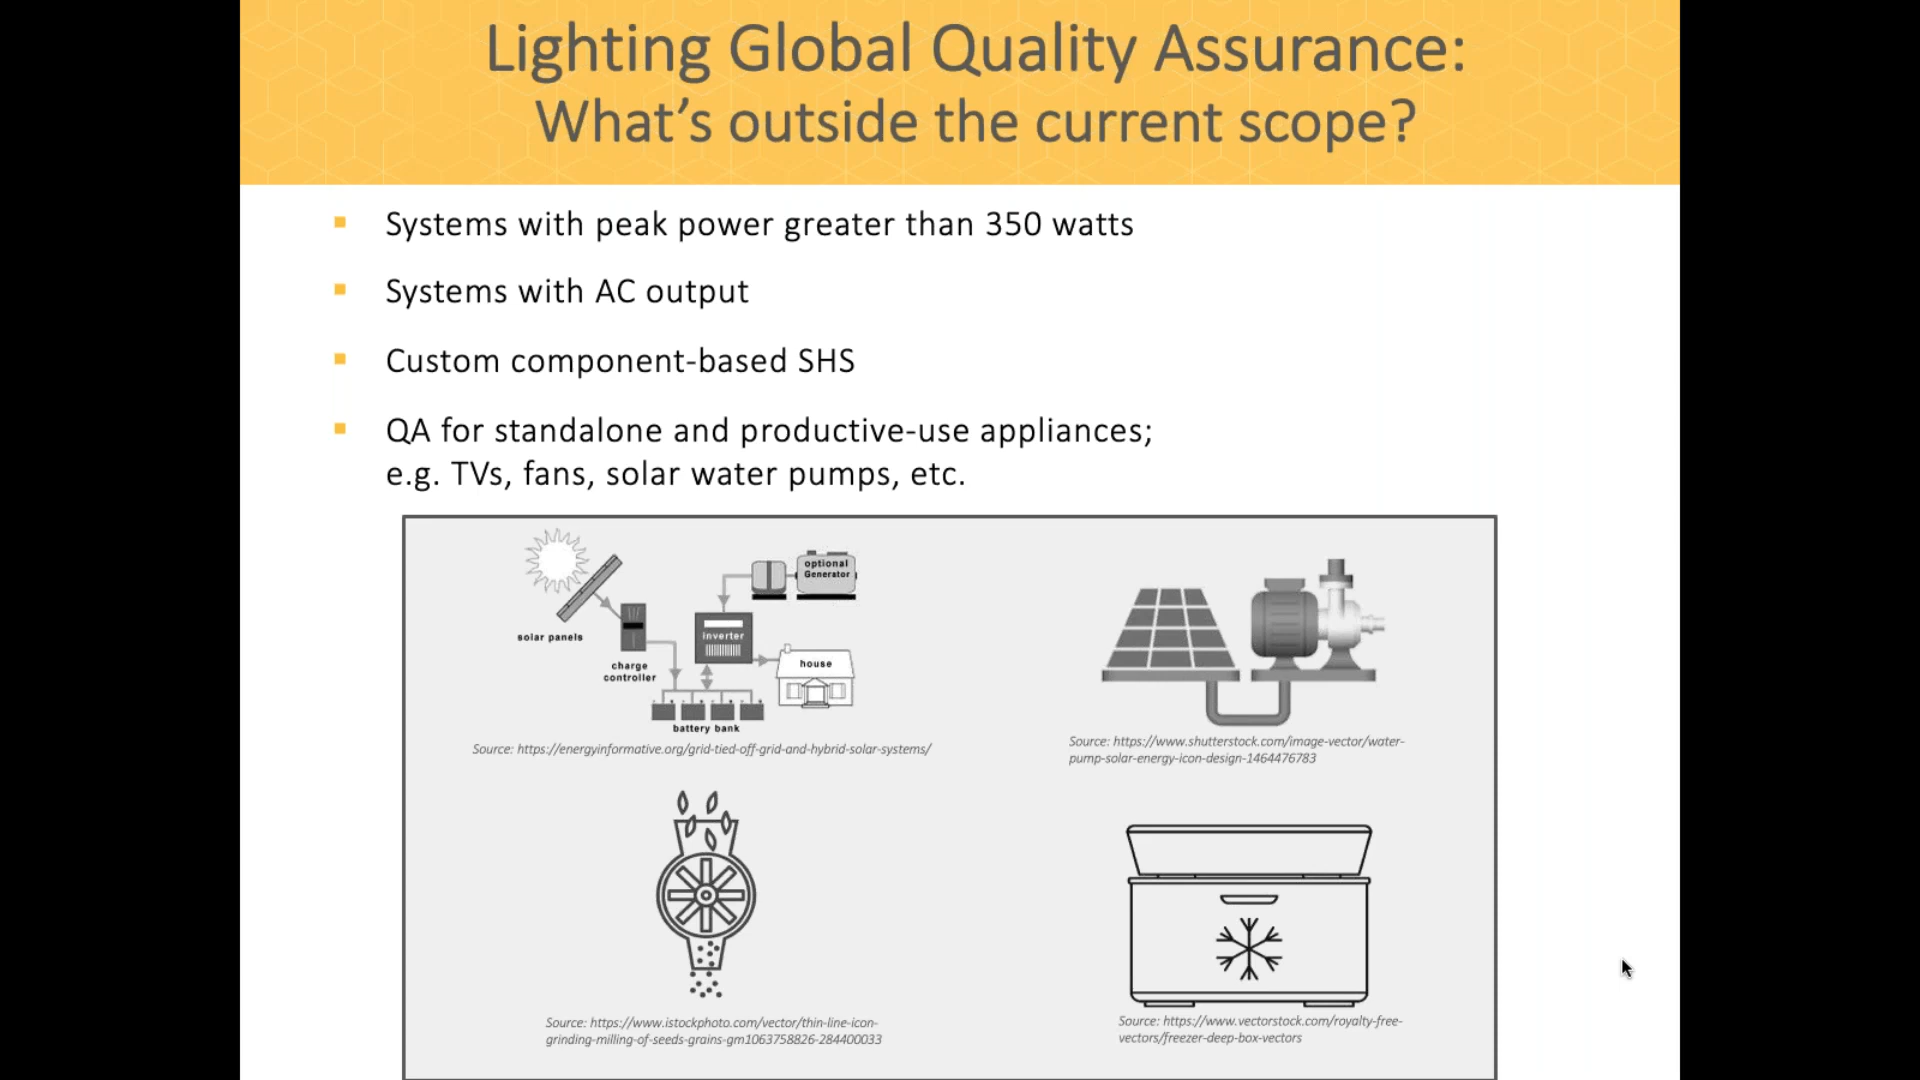 Lighting Global Quality Assurance:
What's outside the current scope?
Systems with peak power greater than 350 watts
Systems with AC output
Custom component-based SHS
QA for standalone and productive-use appliances;
e.g. TVs, fans, solar water pumps, etc.
optional
Generator
solar panels
inverter
charge
controller
house
battery bank
Source: https://energyinformative.org/grid-tied-off-grid-and-hybrid-solar-systems/
Source: https://www.shutterstock.com/image-vector/water-
pump-solar-energy-icon-design-1464476783
Source: https://www.istockphoto.com/vector/thin-line-icon-
grinding-milling-of-seeds-grains-gm1063758826-284400033
Source: https://www.vectorstock.com/royalty-free-
vectors/freezer-deep-box-vectors